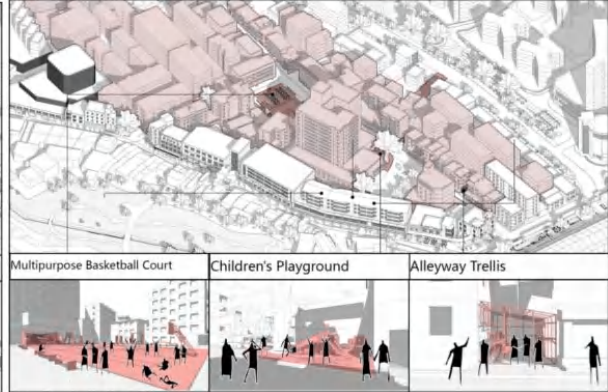 Multipurpose Basketball Court
Children's Playground
Alleyway Trellis